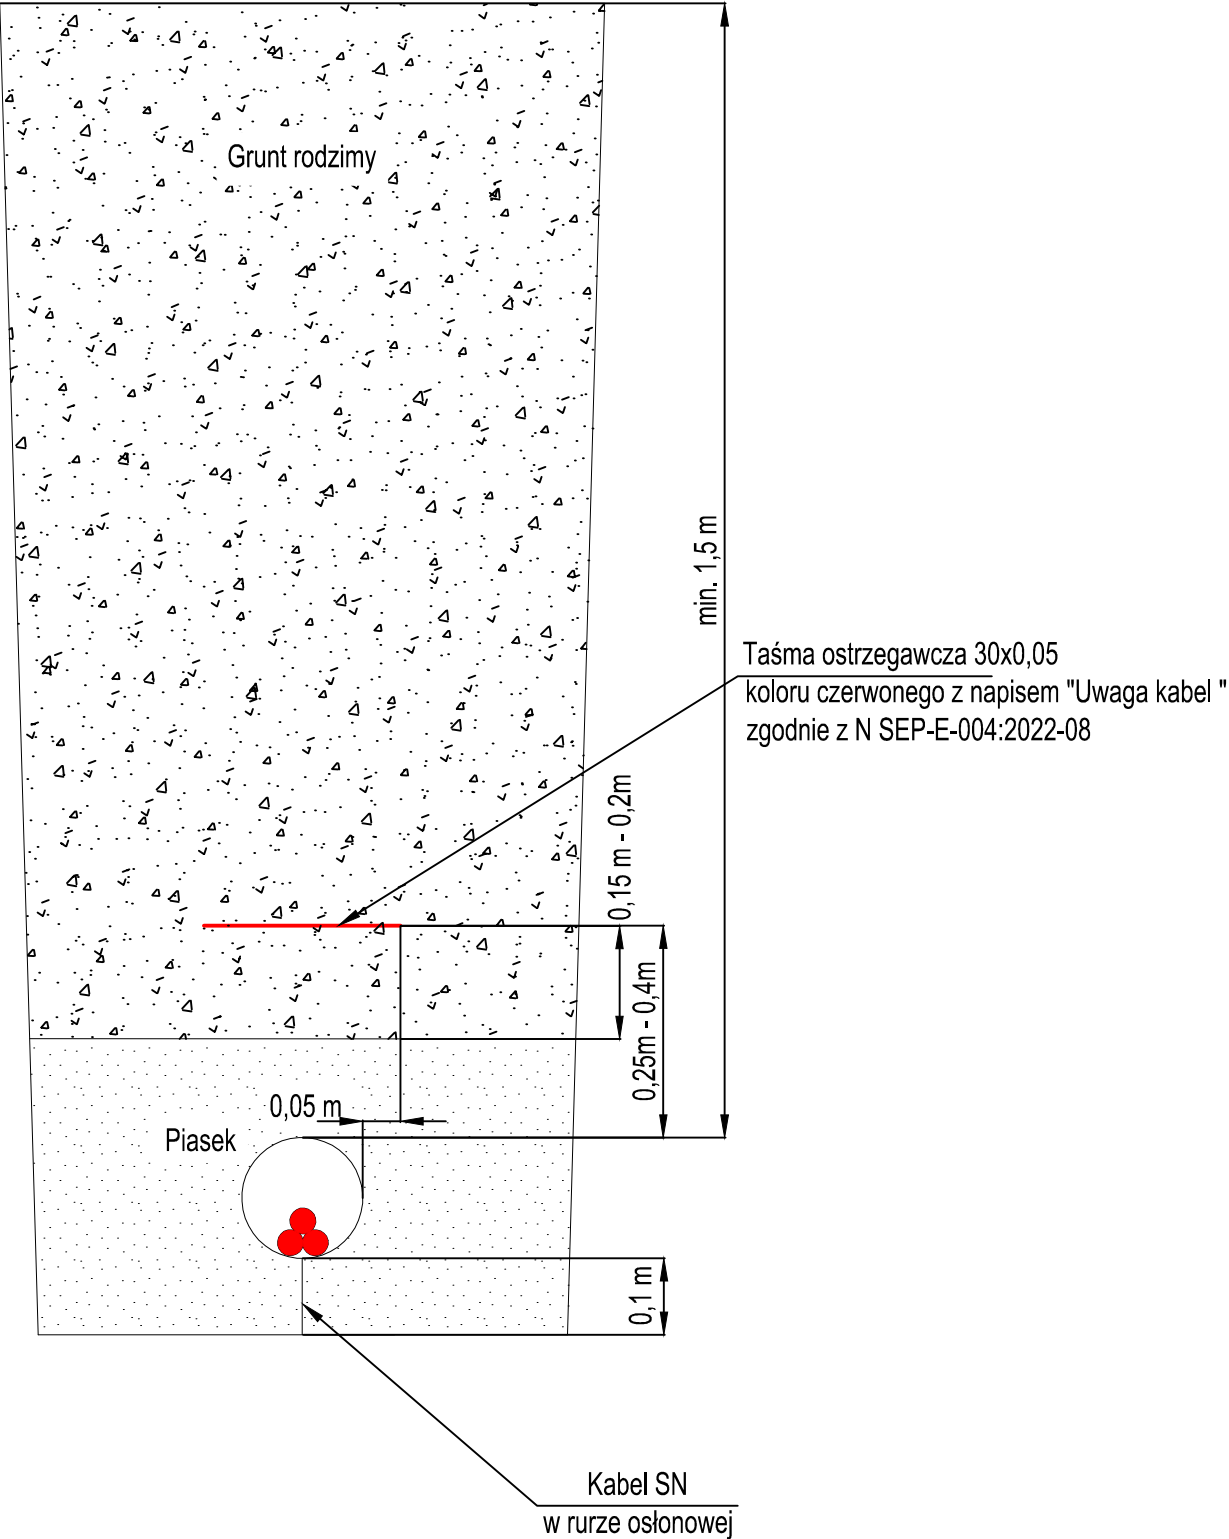 Grunt rodzimy
min. 1,5 m
Taśma ostrzegawcza 30x0,05
koloru czerwonego z napisem "Uwaga kabel "
zgodnie z N SEP-E-004:2022-08
0,15 m - 0,2m
0,25m - 0,4m
0,05 m
Piasek
0,1 m
Kabel SN
w rurze osłonowej